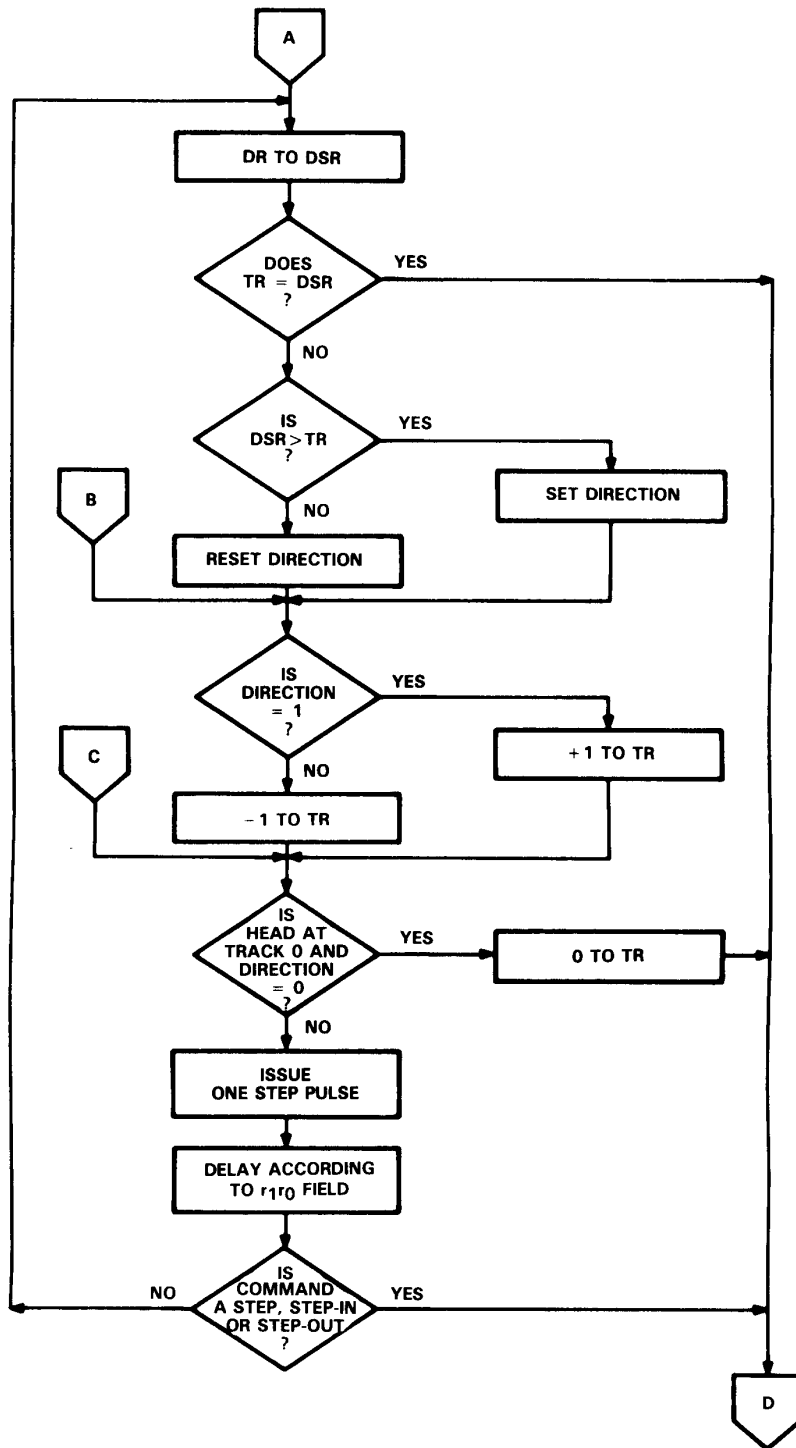 A
DR TO DSR
DOES
TR = DSR
?
YES
NO
IS
DSR > TR
?
YES
SET DIRECTION
B
NO
RESET DIRECTION
IS
DIRECTION
= 1
?
YES
+1 TO TR
C
NO
−1 TO TR
IS
HEAD AT
TRACK 0 AND
DIRECTION
= 0
?
YES
0 TO TR
NO
ISSUE
ONE STEP PULSE
DELAY ACCORDING
TO r1r0 FIELD
IS
COMMAND
A STEP, STEP-IN
OR STEP-OUT
?
NO
YES
D